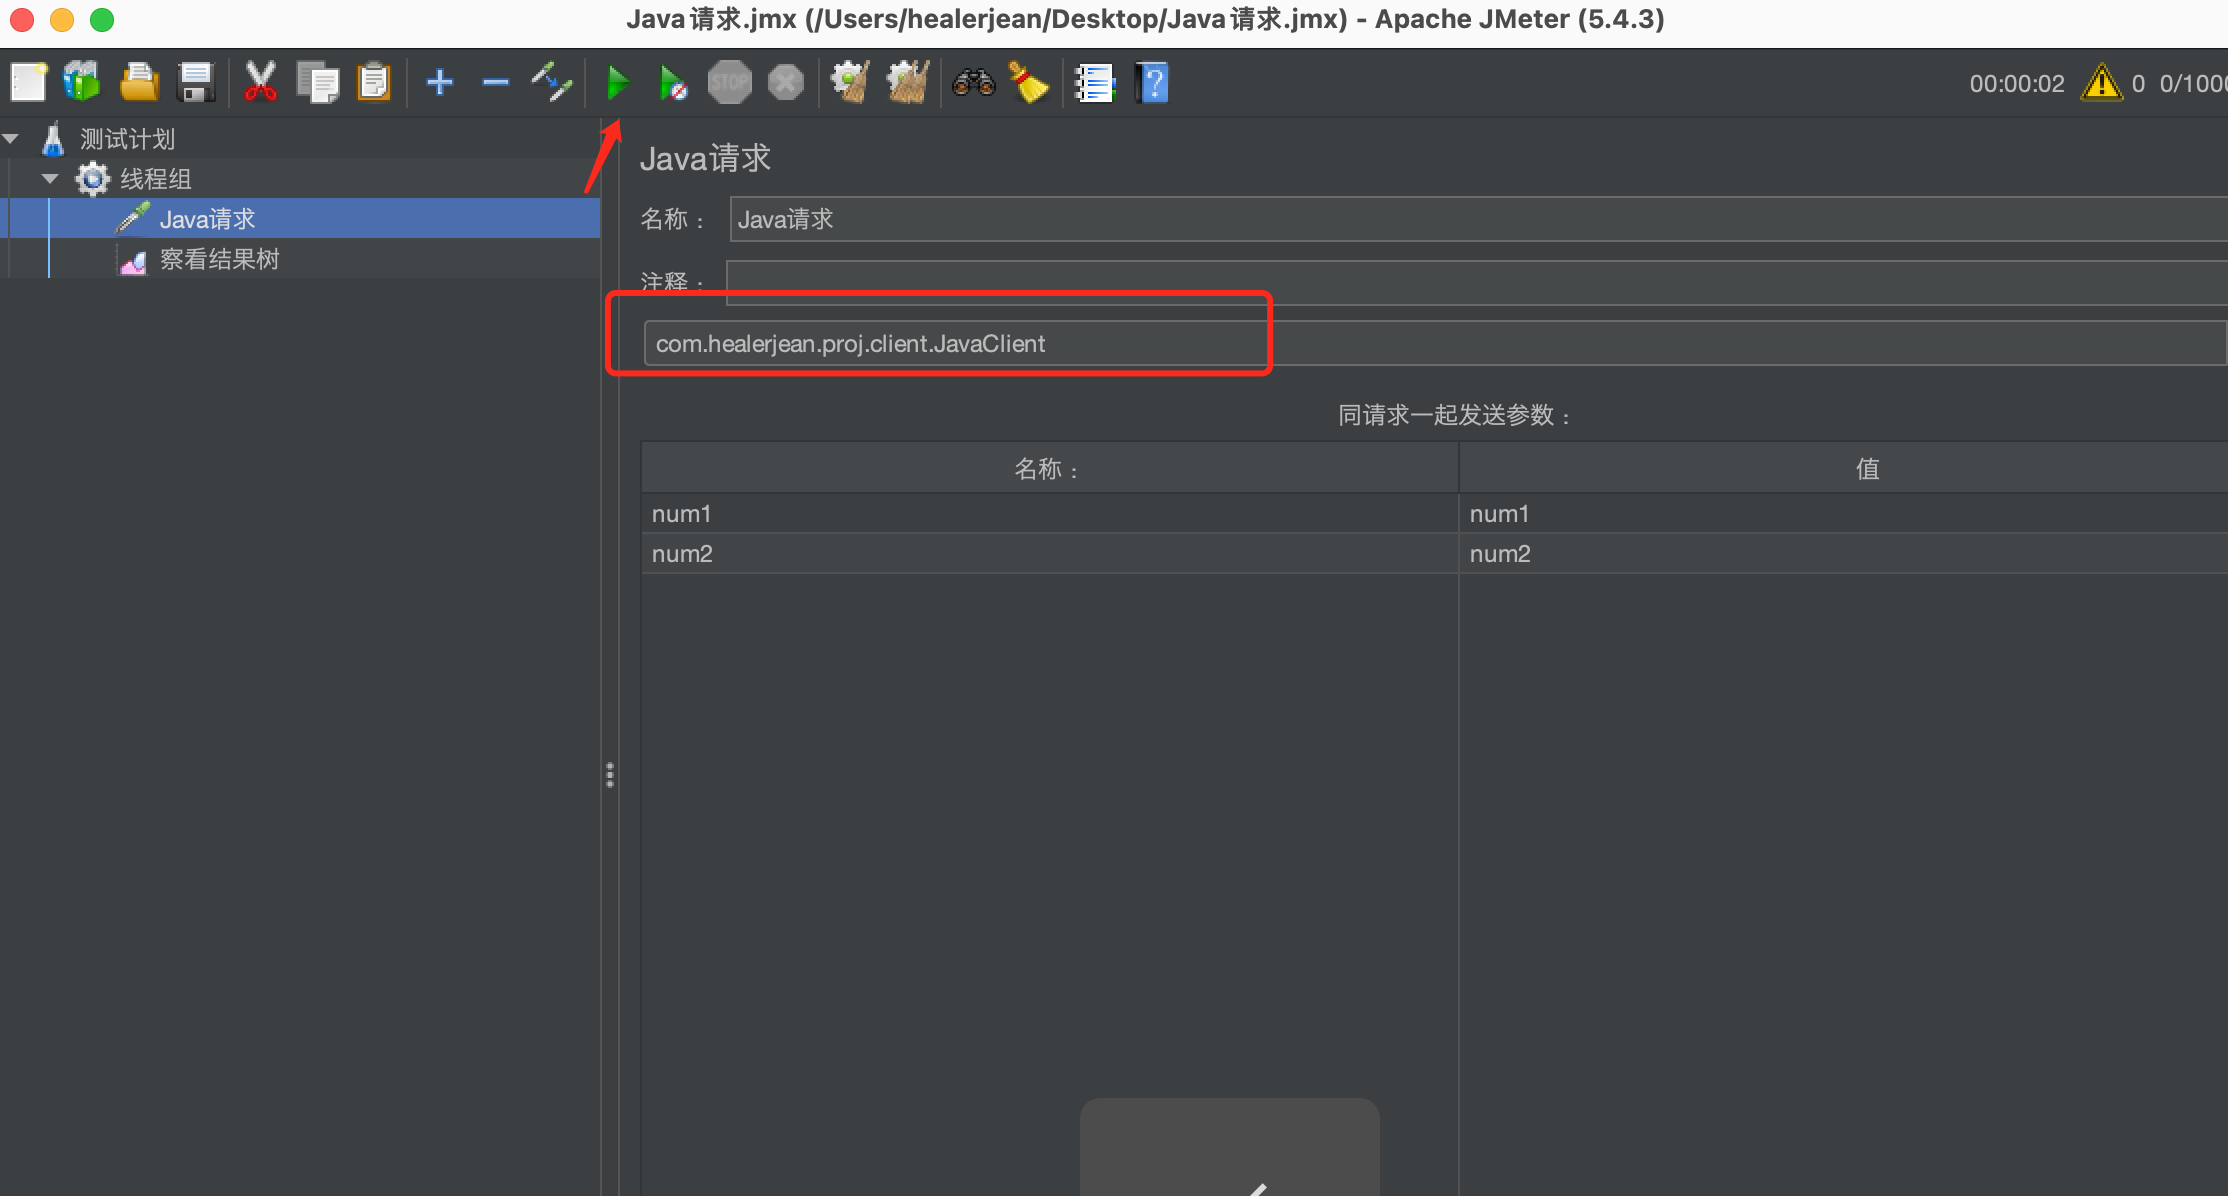 Java请求.jmx (/Users/healerjean/Desktop/Java请求.jmx) - Apache JMeter (5.4.3)
STOP
?
00:00:02
!
0
0/100
测试计划
线程组
Java请求
察看结果树
Java请求
名称：
Java请求
注释：
com.healerjean.proj.client.JavaClient
同请求一起发送参数：
名称：
值
num1
num1
num2
num2